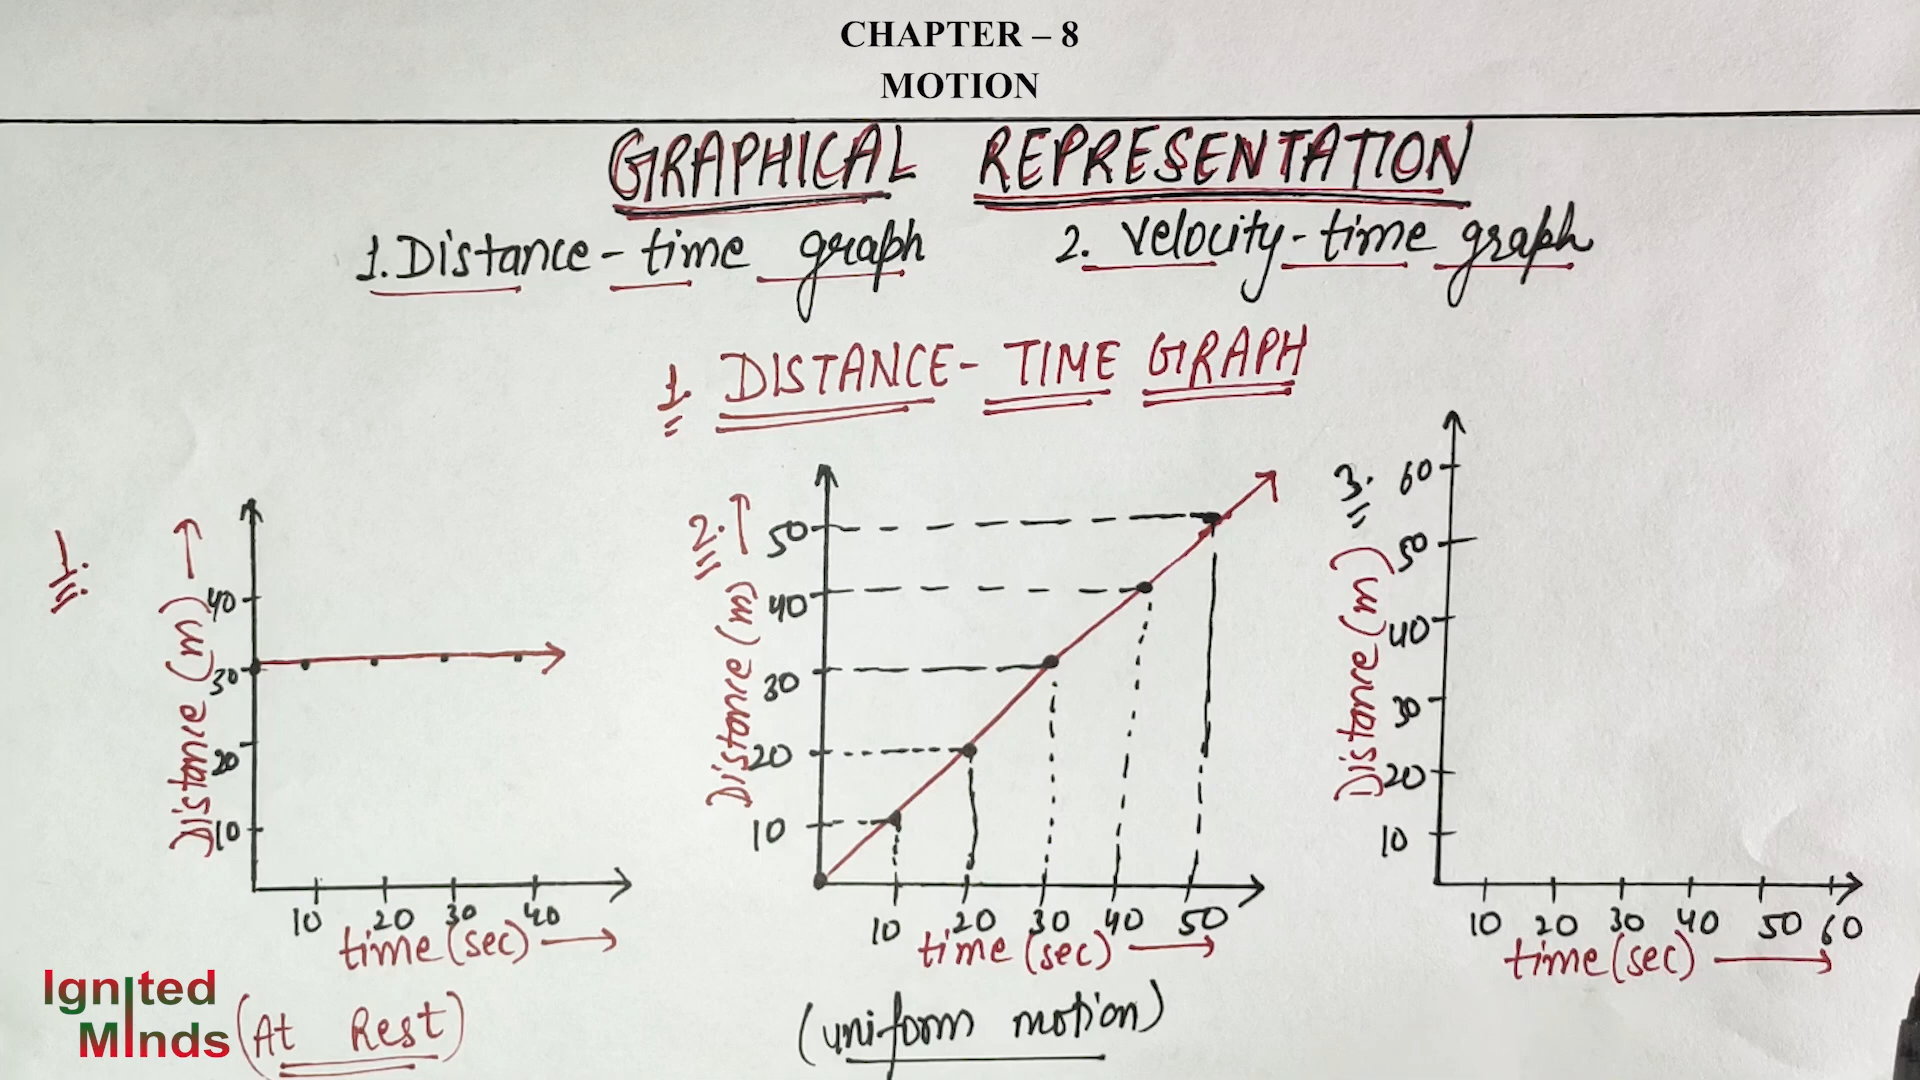 CHAPTER – 8
MOTION
GRAPHICAL REPRESENTATION
1. Distance - time graph 2. Velocity - time graph
1. DISTANCE - TIME GRAPH
1.
Distance (m)
40
30
20
10
10 20 30 40
time (sec)
(At Rest)
2.
Distance (m)
50
40
30
20
10
10 20 30 40 50
time (sec)
(uniform motion)
3.
Distance (m)
60
50
40
30
20
10
10 20 30 40 50 60
time (sec)
Ignited
Minds